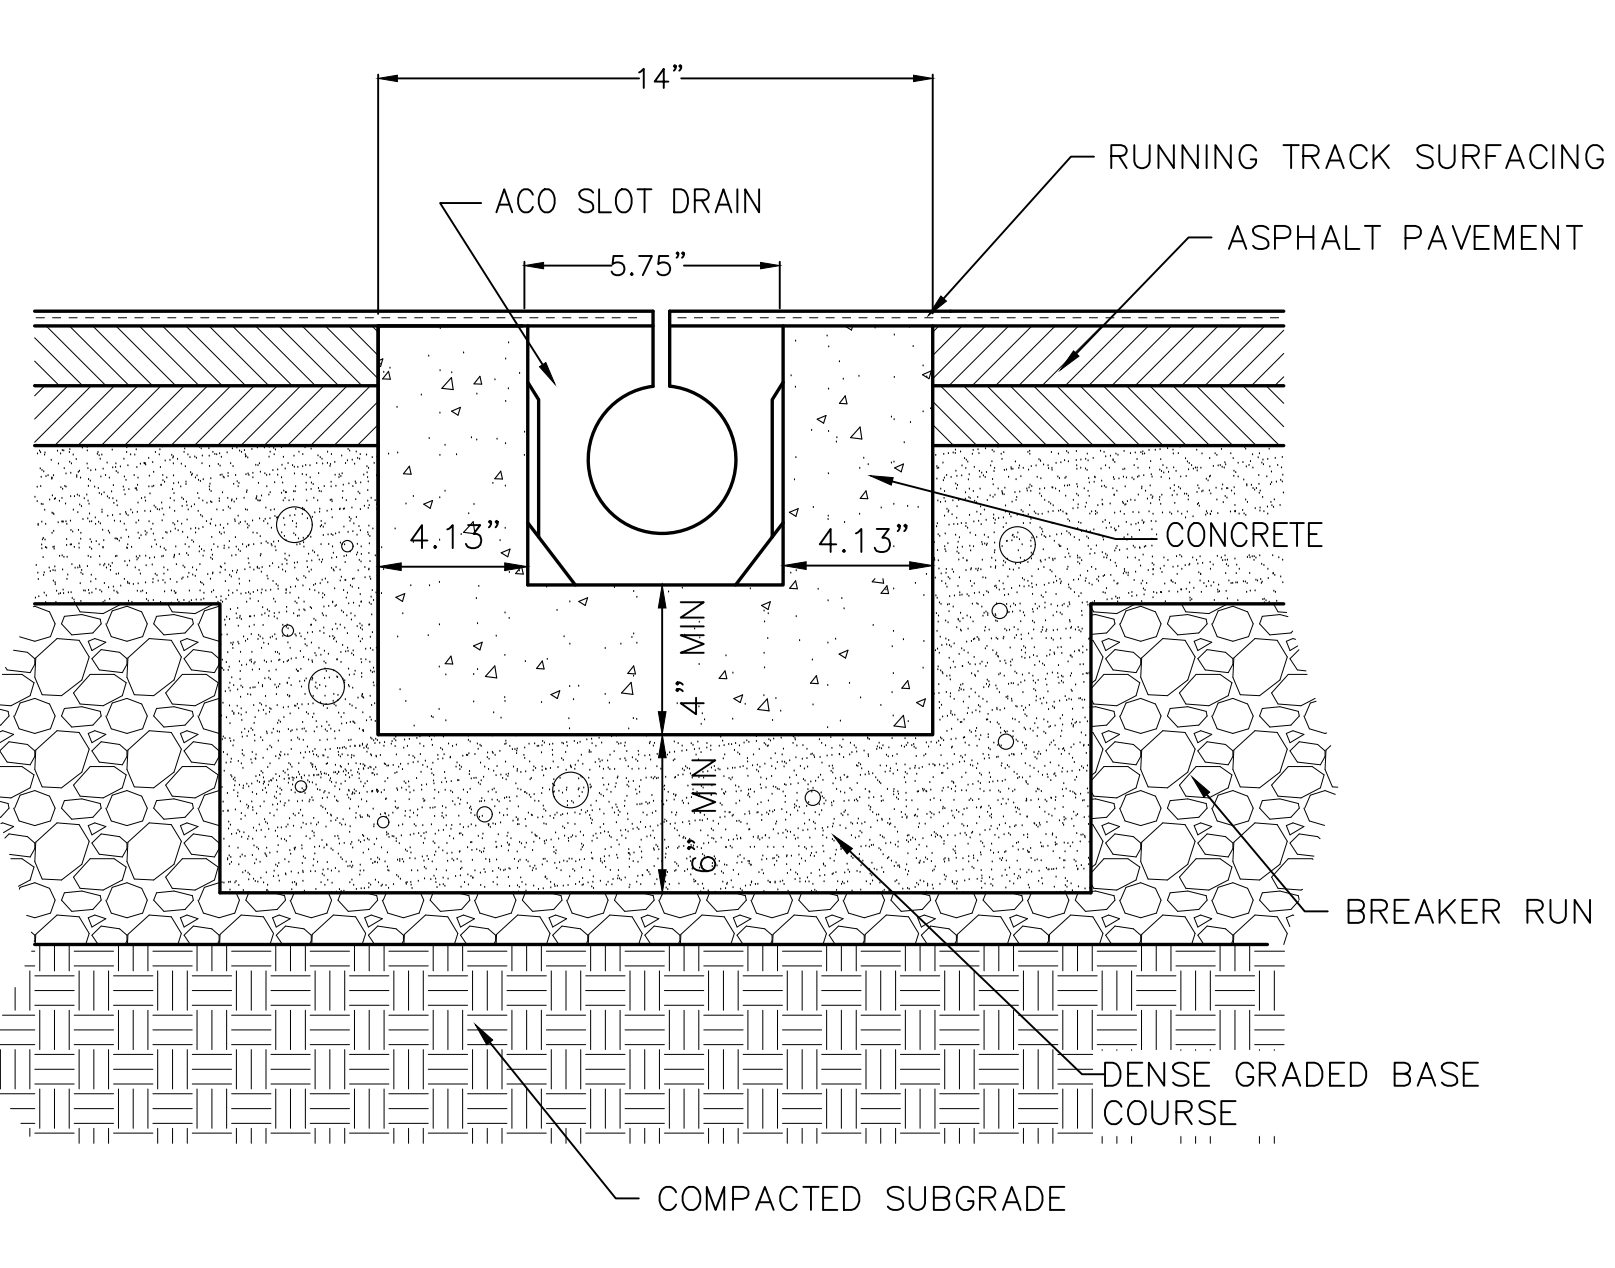 14”
RUNNING TRACK SURFACING
ACO SLOT DRAIN
ASPHALT PAVEMENT
5.75”
4.13”
4.13”
CONCRETE
4” MIN
6” MIN
BREAKER RUN
DENSE GRADED BASE
COURSE
COMPACTED SUBGRADE